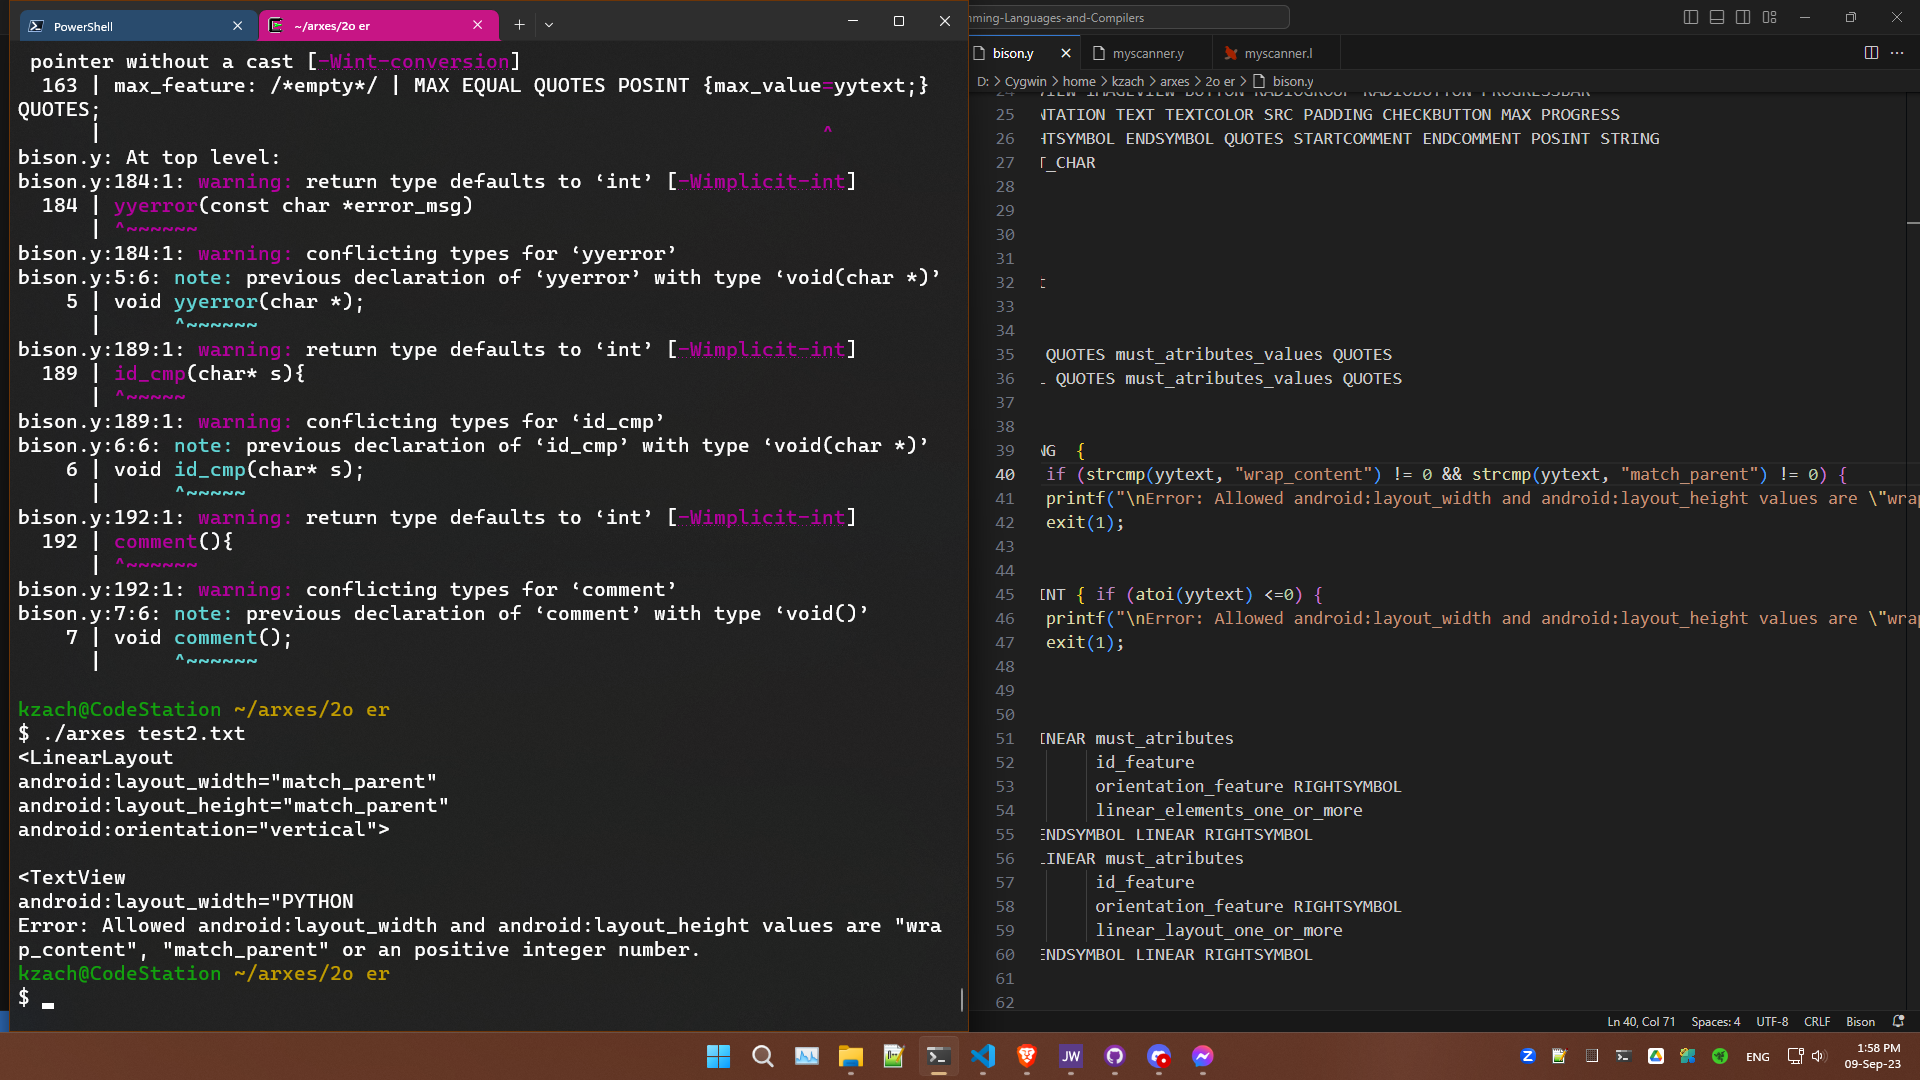 PowerShell
~/arxes/2o er
pointer without a cast [-Wint-conversion]
163 | max_feature: /*empty*/ | MAX EQUAL QUOTES POSINT {max_value=yytext;}
QUOTES;
| ^
bison.y: At top level:
bison.y:184:1: warning: return type defaults to ‘int’ [-Wimplicit-int]
184 | yyerror(const char *error_msg)
| ^~~~~~~
bison.y:184:1: warning: conflicting types for ‘yyerror’
bison.y:5:6: note: previous declaration of ‘yyerror’ with type ‘void(char *)’
5 | void yyerror(char *);
| ^~~~~~~
bison.y:189:1: warning: return type defaults to ‘int’ [-Wimplicit-int]
189 | id_cmp(char* s){
| ^~~~~~
bison.y:189:1: warning: conflicting types for ‘id_cmp’
bison.y:6:6: note: previous declaration of ‘id_cmp’ with type ‘void(char *)’
6 | void id_cmp(char* s);
| ^~~~~~
bison.y:192:1: warning: return type defaults to ‘int’ [-Wimplicit-int]
192 | comment(){
| ^~~~~~~
bison.y:192:1: warning: conflicting types for ‘comment’
bison.y:7:6: note: previous declaration of ‘comment’ with type ‘void()’
7 | void comment();
| ^~~~~~~
kzach@CodeStation ~/arxes/2o er
$ ./arxes test2.txt
<LinearLayout
android:layout_width="match_parent"
android:layout_height="match_parent"
android:orientation="vertical">
<TextView
android:layout_width="PYTHON
Error: Allowed android:layout_width and android:layout_height values are "wra
p_content", "match_parent" or an positive integer number.
kzach@CodeStation ~/arxes/2o er
$
mming-Languages-and-Compilers
bison.y
myscanner.y
myscanner.l
D: > Cygwin > home > kzach > arxes > 2o er > bison.y
25 NTATION TEXT TEXTCOLOR SRC PADDING CHECKBUTTON MAX PROGRESS
26 HTSYMBOL ENDSYMBOL QUOTES STARTCOMMENT ENDCOMMENT POSINT STRING
27 T_CHAR
28
29
30
31
32 t
33
34
35 QUOTES must_atributes_values QUOTES
36 L QUOTES must_atributes_values QUOTES
37
38
39 NG {
40 if (strcmp(yytext, "wrap_content") != 0 && strcmp(yytext, "match_parent") != 0) {
41 printf("\nError: Allowed android:layout_width and android:layout_height values are \"wrap
42 exit(1);
43
44
45 INT { if (atoi(yytext) <=0) {
46 printf("\nError: Allowed android:layout_width and android:layout_height values are \"wrap
47 exit(1);
48
49
50
51 INEAR must_atributes
52 id_feature
53 orientation_feature RIGHTSYMBOL
54 linear_elements_one_or_more
55 ENDSYMBOL LINEAR RIGHTSYMBOL
56 LINEAR must_atributes
57 id_feature
58 orientation_feature RIGHTSYMBOL
59 linear_layout_one_or_more
60 ENDSYMBOL LINEAR RIGHTSYMBOL
61
62
Ln 40, Col 71 Spaces: 4 UTF-8 CRLF Bison
JW
Z
ENG
1:58 PM
09-Sep-23